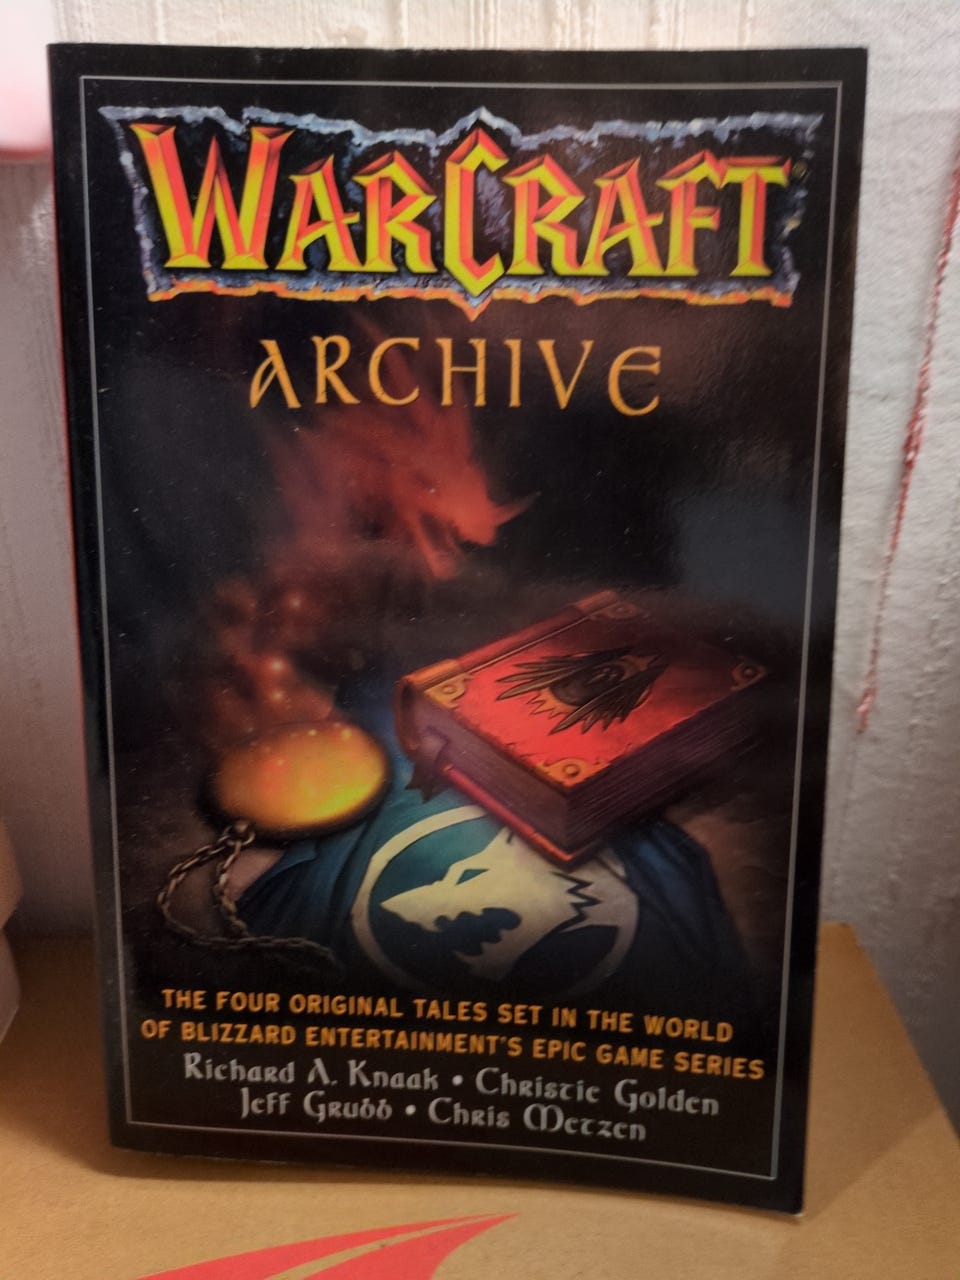 WARCRAFT
ARCHIVE
THE FOUR ORIGINAL TALES SET IN THE WORLD
OF BLIZZARD ENTERTAINMENT'S EPIC GAME SERIES
Richard A. Knaak • Christie Golden
Jeff Grubb • Chris Metzen